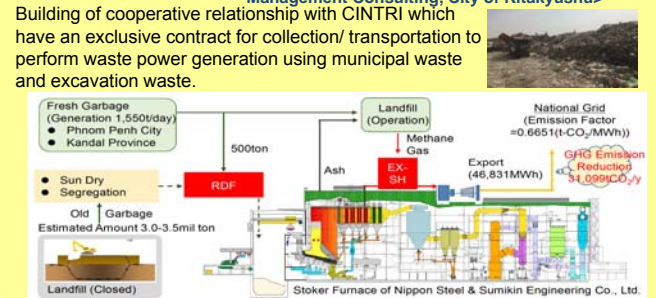 Management Consulting, City of Kitakyushu>
Building of cooperative relationship with CINTRI which
have an exclusive contract for collection/ transportation to
perform waste power generation using municipal waste
and excavation waste.
Fresh Garbage
(Generation 1,550t/day)
● Phnom Penh City
● Kandal Province
Landfill
(Operation)
National Grid
(Emission Factor
=0.6651(t-CO₂/MWh))
500ton
Methane
Gas
Ash
GHG Emission
Reduction
31,099tCO₂/y
● Sun Dry
● Segregation
RDF
EX-
SH
Export
(46,831MWh)
Old Garbage
Estimated Amount 3.0-3.5mil ton
Landfill (Closed)
Stoker Furnace of Nippon Steel & Sumikin Engineering Co., Ltd.